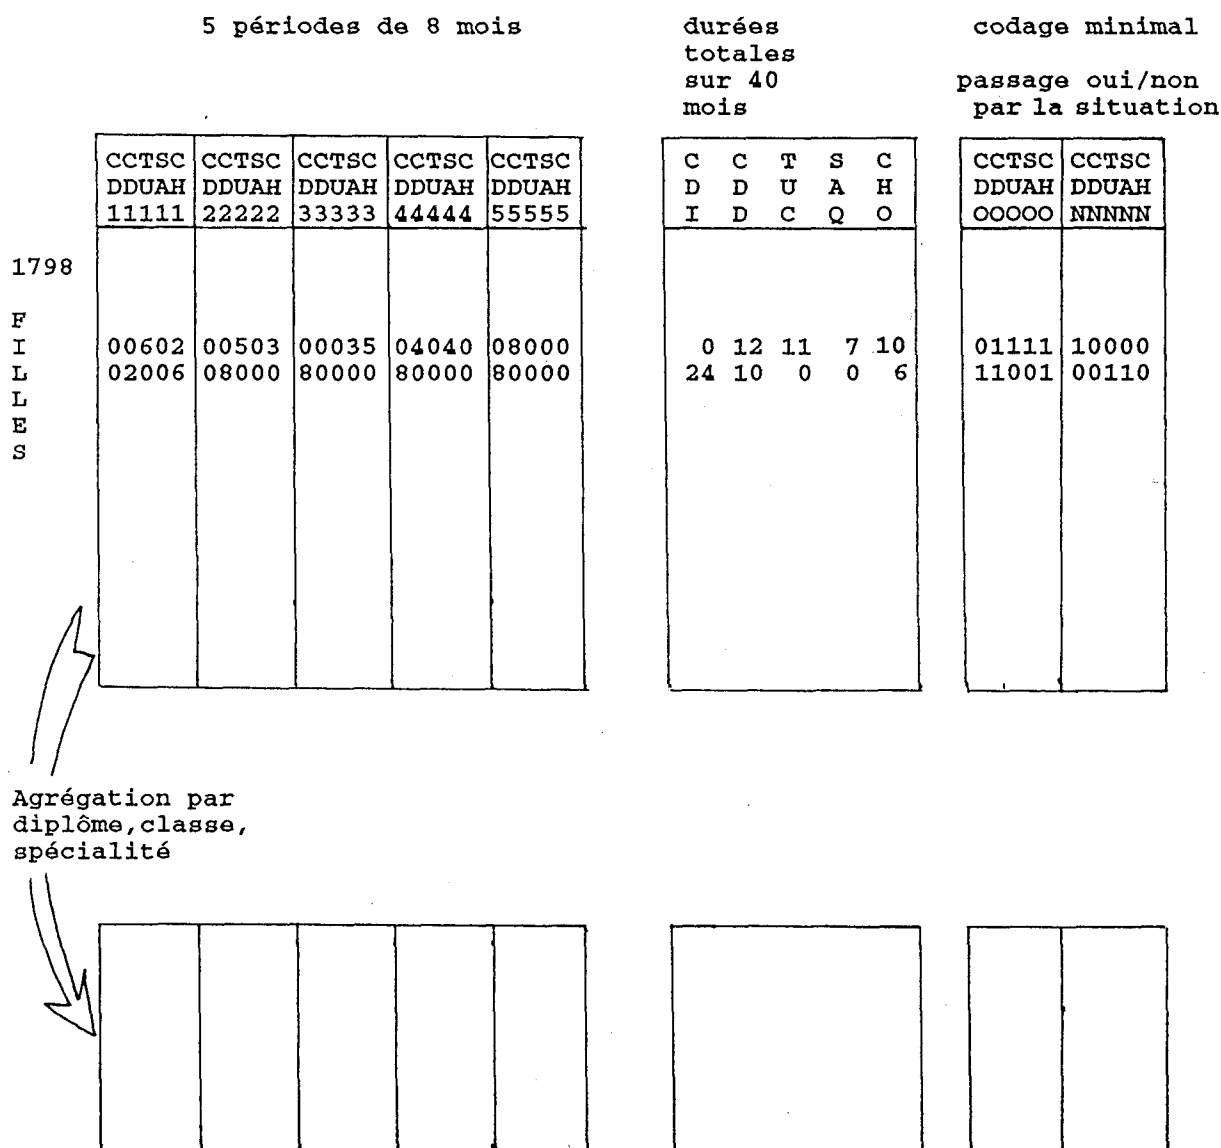 5 périodes de 8 mois durées codage minimal
totales
sur 40 passage oui/non
mois par la situation
CCTSC CCTSC CCTSC CCTSC CCTSC C C T S C CCTSC CCTSC
DDUAH DDUAH DDUAH DDUAH DDUAH D D U A H DDUAH DDUAH
11111 22222 33333 44444 55555 I D C Q O OOOOO NNNNN
1798
F
I 00602 00503 00035 04040 08000 0 12 11 7 10 01111 10000
L 02006 08000 80000 80000 80000 24 10 0 0 6 11001 00110
L
E
S
Agrégation par
diplôme,classe,
spécialité